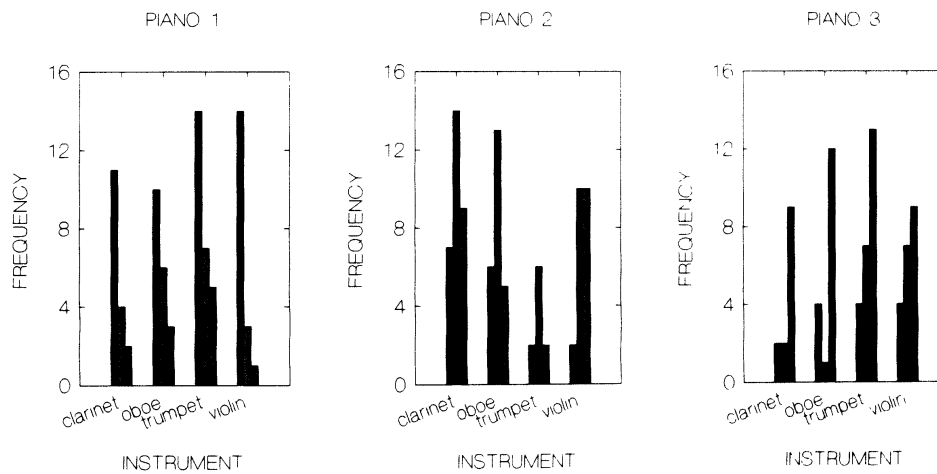 PIANO 1
16
12
8
4
0
FREQUENCY
clarinet
oboe
trumpet
violin
INSTRUMENT
PIANO 2
16
12
8
4
0
FREQUENCY
clarinet
oboe
trumpet
violin
INSTRUMENT
PIANO 3
16
12
8
4
0
FREQUENCY
clarinet
oboe
trumpet
violin
INSTRUMENT